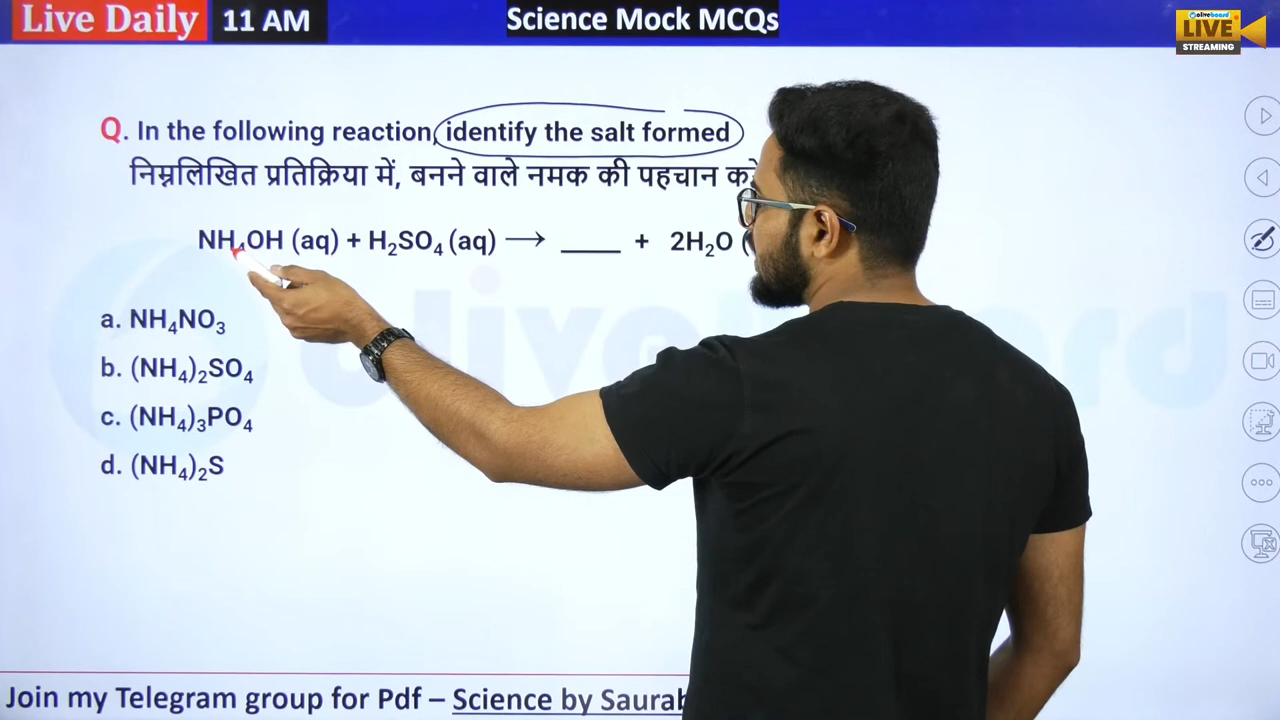 Live Daily 11 AM Science Mock MCQs
oliveboard
LIVE
STREAMING
Q. In the following reaction, identify the salt formed
निम्नलिखित प्रतिक्रिया में, बनने वाले नमक की पहचान करें
NH₄OH (aq) + H₂SO₄ (aq) ⟶ ____ + 2H₂O (
a. NH₄NO₃
b. (NH₄)₂SO₄
c. (NH₄)₃PO₄
d. (NH₄)₂S
oliveboard
Join my Telegram group for Pdf – Science by Saurab